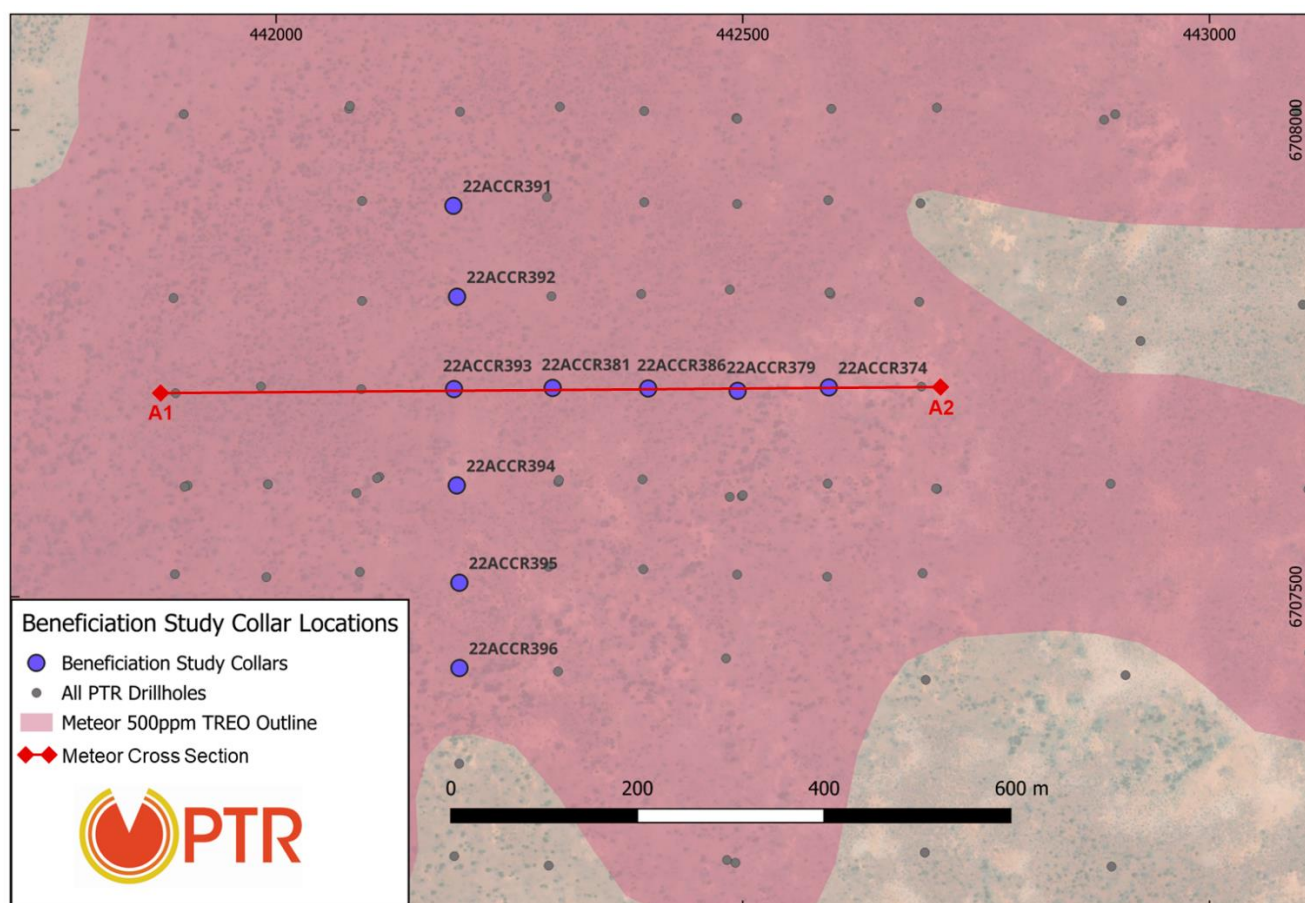 442000
442500
443000
6708000
22ACCR391
22ACCR392
22ACCR393
22ACCR381
22ACCR386
22ACCR379
22ACCR374
A1
A2
22ACCR394
22ACCR395
6707500
22ACCR396
Beneficiation Study Collar Locations
Beneficiation Study Collars
All PTR Drillholes
Meteor 500ppm TREO Outline
Meteor Cross Section
PTR
0
200
400
600 m